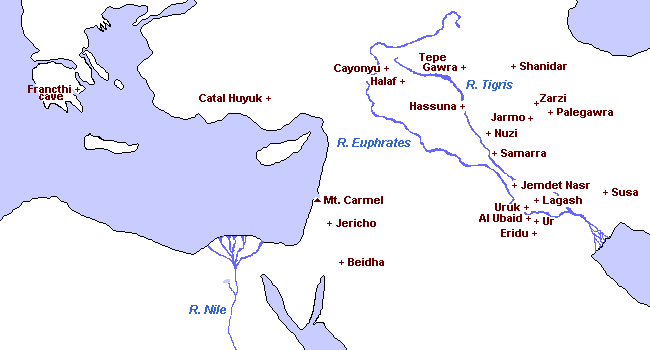 Tepe
Gawra
Cayonyu
Shanidar
Halaf
R. Tigris
Francthi
cave
Catal Huyuk
Zarzi
Hassuna
Palegawra
Jarmo
Nuzi
R. Euphrates
Samarra
Jemdet Nasr
Susa
Mt. Carmel
Lagash
Uruk
Al Ubaid
Ur
Jericho
Eridu
Beidha
R. Nile